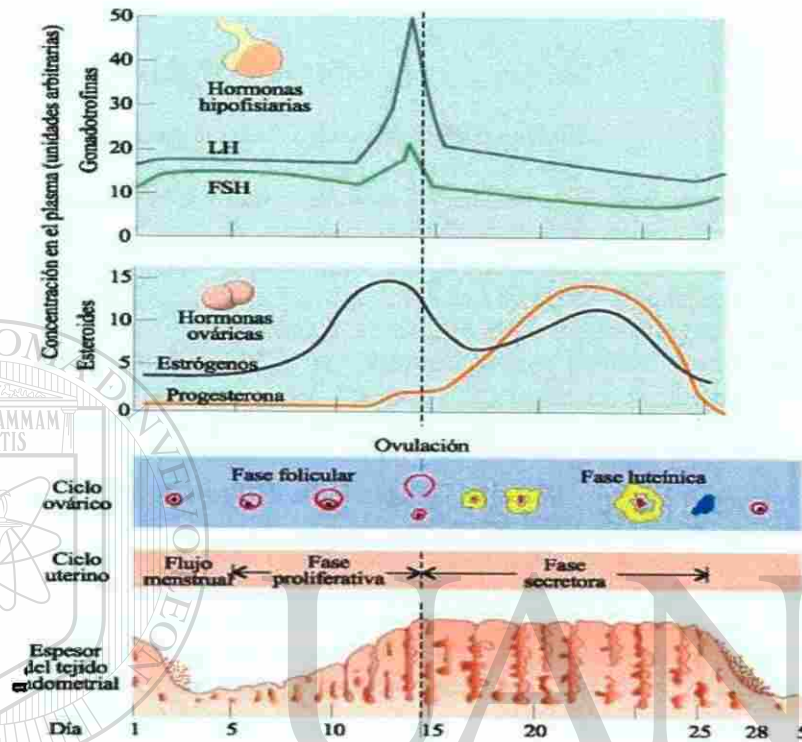 Concentración en el plasma (unidades arbitrarias)
Gonadotrofinas
50
40
30
20
10
0
Hormonas
hipofisiarias
LH
FSH
Esteroides
15
10
5
0
Hormonas
ováricas
Estrógenos
Progesterona
Ovulación
Ciclo
ovárico
Fase folicular
Fase luteínica
Ciclo
uterino
Flujo
menstrual
Fase
proliferativa
Fase
secretora
Espesor
del tejido
Día
1
5
10
15
20
25
28
5